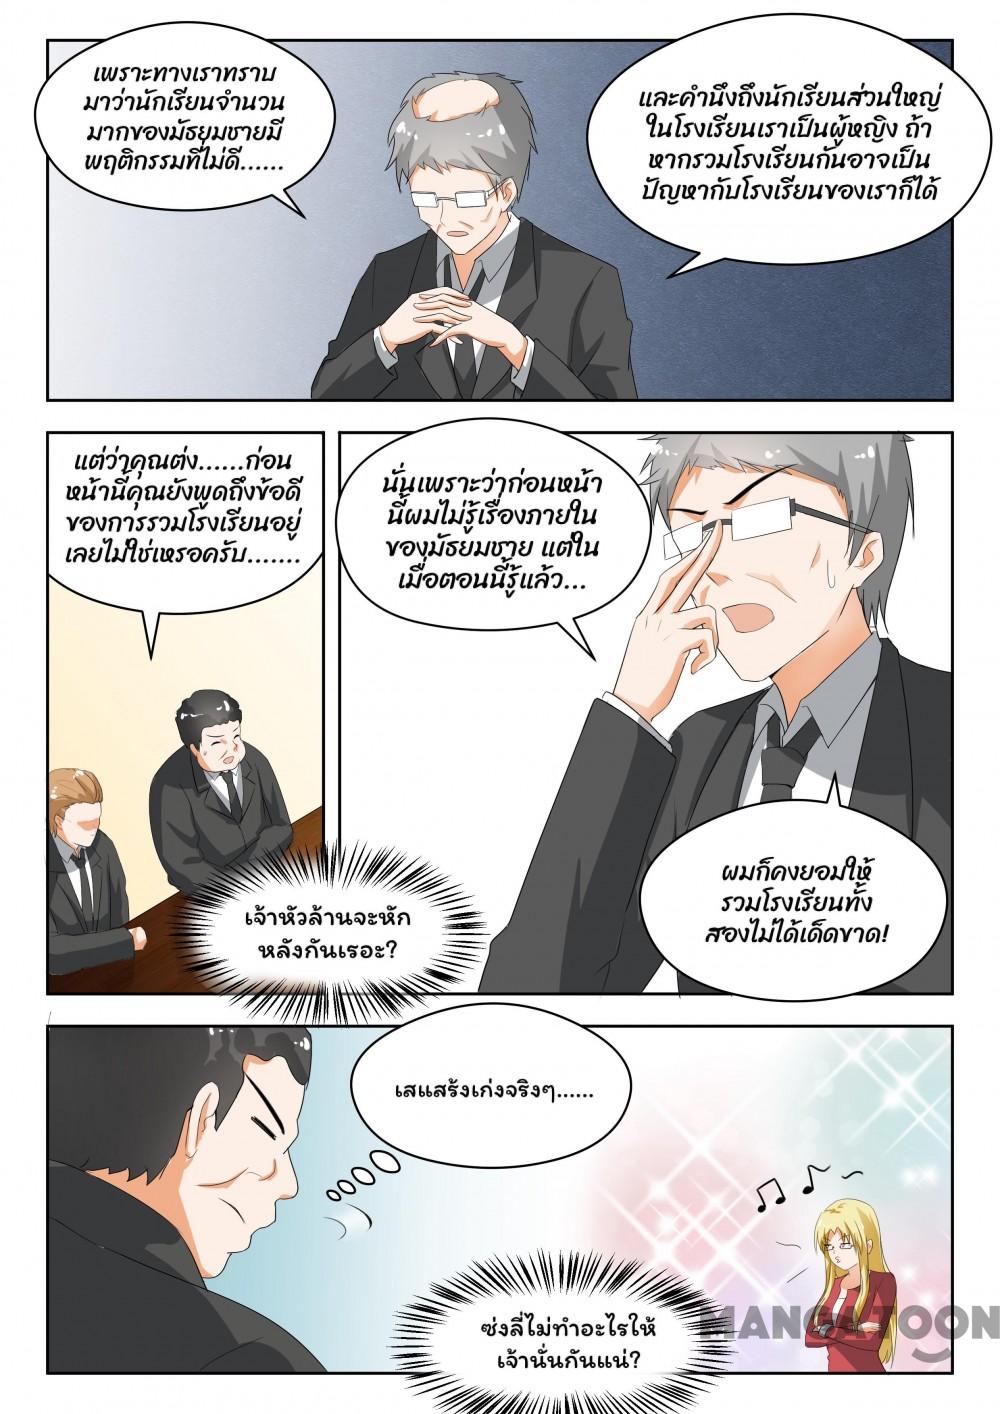 เพราะทางเราทราบ
มาว่านักเรียนจำนวน
มากของมัธยมชายมี
พฤติกรรมที่ไม่ดี......
และคำนึงถึงนักเรียนส่วนใหญ่
ในโรงเรียนเราเป็นผู้หญิง ถ้า
หากรวมโรงเรียนกันอาจเป็น
ปัญหากับโรงเรียนของเราก็ได้
แต่ว่าคุณต่ง......ก่อน
หน้านี้คุณยังพูดถึงข้อดี
ของการรวมโรงเรียนอยู่
เลยไม่ใช่เหรอครับ.......
นั่นเพราะว่าก่อนหน้า
นี้ผมไม่รู้เรื่องภายใน
ของมัธยมชาย แต่ใน
เมื่อตอนนี้รู้แล้ว...
ผมก็คงยอมให้
รวมโรงเรียนทั้ง
สองไม่ได้เด็ดขาด!
เจ้าหัวล้านจะหัก
หลังกันเรอะ?
เสแสร้งเก่งจริงๆ......
ซ่งลี่ไม่ทำอะไรให้
เจ้านั่นกันแน่?
MANGATOON